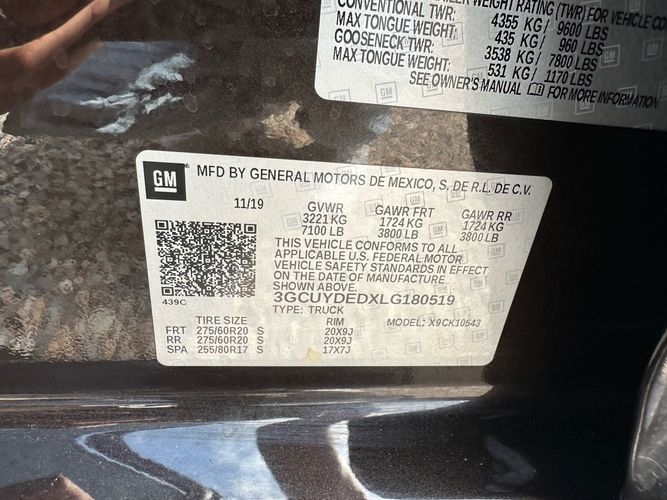 WEIGHT RATING (TWR) FOR VEHICLE
CONVENTIONAL TWR: 4355 KG/ 9600 LBS
MAX TONGUE WEIGHT: 435 KG/ 960 LBS
GOOSENECK TWR: 3538 KG/ 7800 LBS
MAX TONGUE WEIGHT: 531 KG/ 1170 LBS
SEE OWNER'S MANUAL FOR MORE INFORMATION
GM
MFD BY GENERAL MOTORS DE MEXICO, S. DE R.L. DE C.V.
11/19 GVWR GAWR FRT GAWR RR
3221 KG 1724 KG 1724 KG
7100 LB 3800 LB 3800 LB
THIS VEHICLE CONFORMS TO ALL
APPLICABLE U.S. FEDERAL MOTOR
VEHICLE SAFETY STANDARDS IN EFFECT
ON THE DATE OF MANUFACTURE
SHOWN ABOVE.
439C 3GCUYDEDXLG180519
TYPE: TRUCK MODEL: X9CK10543
TIRE SIZE RIM
FRT 275/60R20 S 20X9J
RR 275/60R20 S 20X9J
SPA 255/80R17 S 17X7J